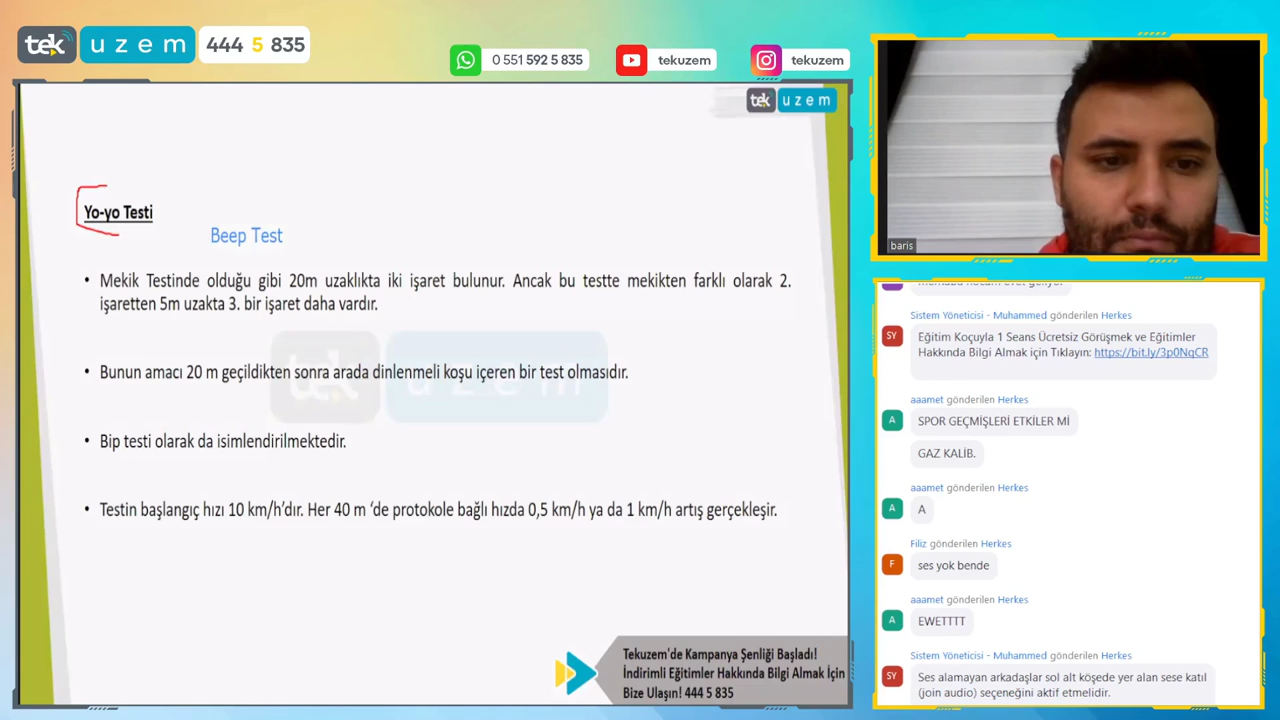 tek uzem 444 5 835
0 551 592 5 835
tekuzem
tekuzem
tek uzem
Yo-yo Testi
Beep Test
• Mekik Testinde olduğu gibi 20m uzaklıkta iki işaret bulunur. Ancak bu testte mekikten farklı olarak 2.
işaretten 5m uzakta 3. bir işaret daha vardır.
tek uzem
• Bunun amacı 20 m geçildikten sonra arada dinlenmeli koşu içeren bir test olmasıdır.
• Bip testi olarak da isimlendirilmektedir.
• Testin başlangıç hızı 10 km/h’dır. Her 40 m ‘de protokole bağlı hızda 0,5 km/h ya da 1 km/h artış gerçekleşir.
Tekuzem'de Kampanya Şenliği Başladı!
İndirimli Eğitimler Hakkında Bilgi Almak İçin
Bize Ulaşın! 444 5 835
baris
Sistem Yöneticisi - Muhammed gönderilen Herkes
SY
Eğitim Koçuyla 1 Seans Ücretsiz Görüşmek ve Eğitimler
Hakkında Bilgi Almak için Tıklayın: https://bit.ly/3p0NqCR
aaamet gönderilen Herkes
A
SPOR GEÇMİŞLERİ ETKİLER Mİ
GAZ KALİB.
aaamet gönderilen Herkes
A
A
Filiz gönderilen Herkes
F
ses yok bende
aaamet gönderilen Herkes
A
EWETTTT
Sistem Yöneticisi - Muhammed gönderilen Herkes
SY
Ses alamayan arkadaşlar sol alt köşede yer alan sese katıl
(join audio) seçeneğini aktif etmelidir.